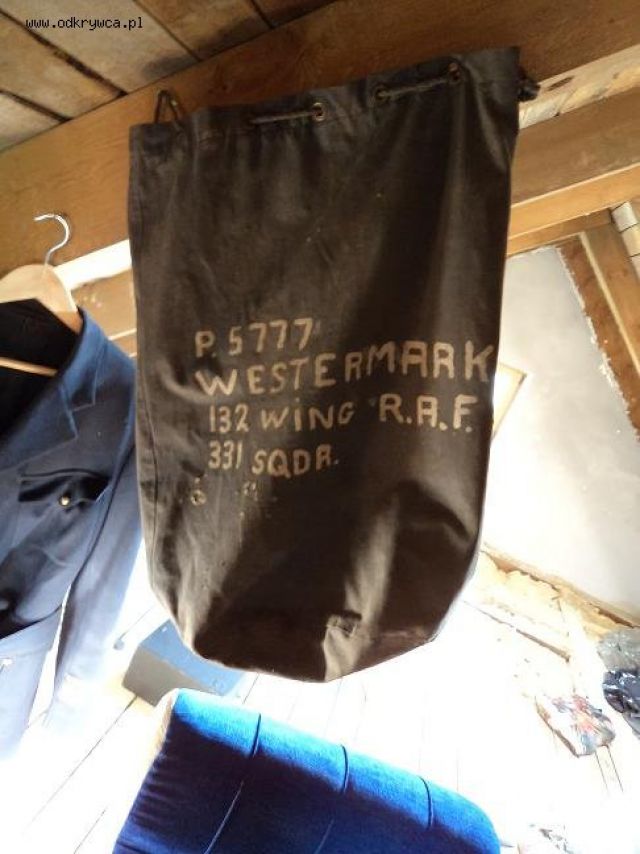 www.odkrywca.pl
P. 5777
WESTERMARK
132 WING R.A.F.
331 SQDR.